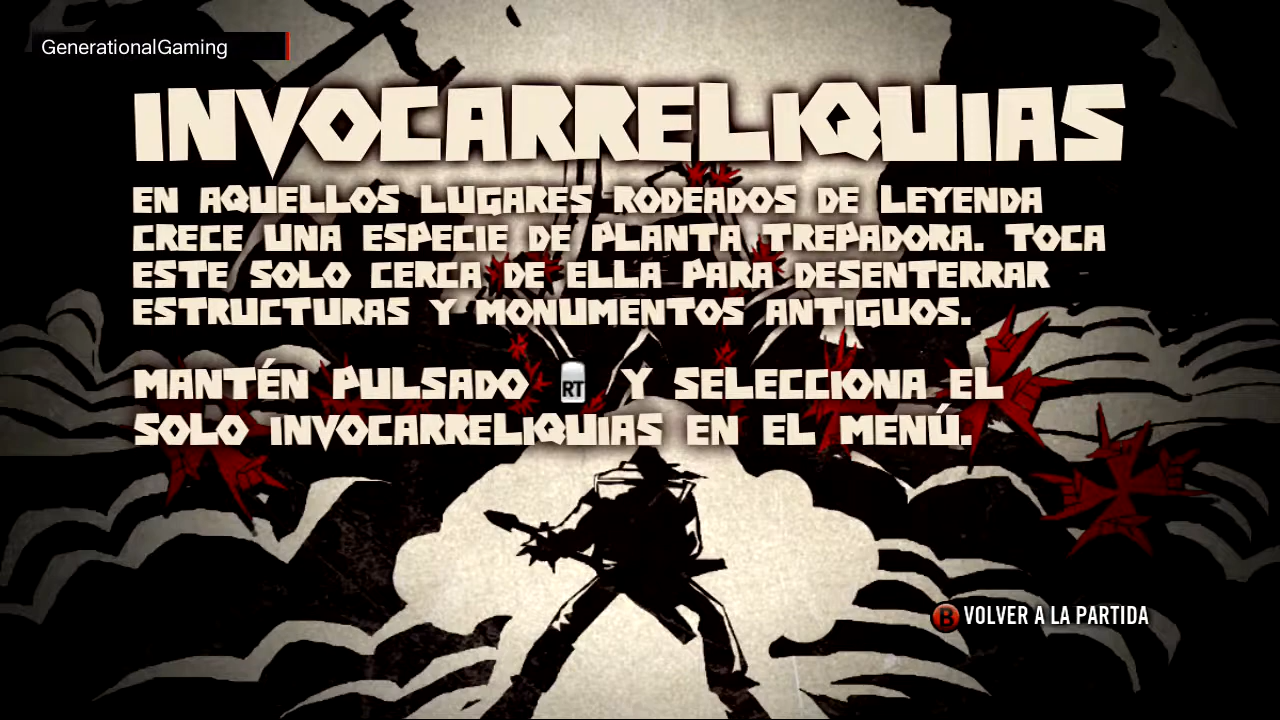 GenerationalGaming
INVOCARRELIQUIAS
EN AQUELLOS LUGARES RODEADOS DE LEYENDA
CRECE UNA ESPECIE DE PLANTA TREPADORA. TOCA
ESTE SOLO CERCA DE ELLA PARA DESENTERRAR
ESTRUCTURAS Y MONUMENTOS ANTIGUOS.
MANTÉN PULSADO RT Y SELECCIONA EL
SOLO INVOCARRELIQUIAS EN EL MENÚ.
B VOLVER A LA PARTIDA